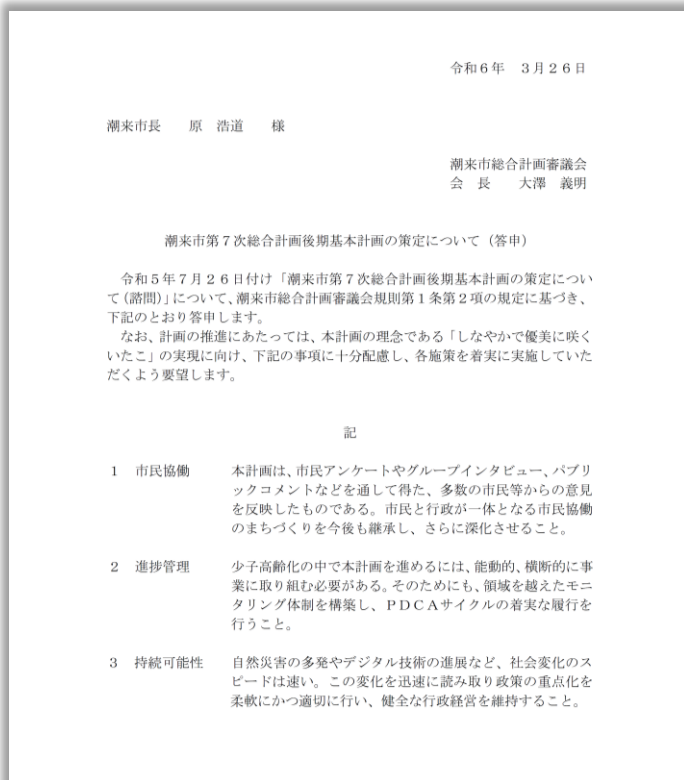 令和6年　3月26日
潮来市長　　原　浩道　　様
潮来市総合計画審議会
会　長　　大澤　義明
潮来市第7次総合計画後期基本計画の策定について（答申）
　令和5年7月26日付け「潮来市第7次総合計画後期基本計画の策定につい
て（諮問）」について、潮来市総合計画審議会規則第1条第2項の規定に基づき、
下記のとおり答申します。
　なお、計画の推進にあたっては、本計画の理念である「しなやかで優美に咲く
いたこ」の実現に向け、下記の事項に十分配慮し、各施策を着実に実施していた
だくよう要望します。
記
1　市民協働　　本計画は、市民アンケートやグループインタビュー、パブリ
ックコメントなどを通して得た、多数の市民等からの意見
を反映したものである。市民と行政が一体となる市民協働
のまちづくりを今後も継承し、さらに深化させること。
2　進捗管理　　少子高齢化の中で本計画を進めるには、能動的、横断的に事
業に取り組む必要がある。そのためにも、領域を越えたモニ
タリング体制を構築し、PDCAサイクルの着実な履行を
行うこと。
3　持続可能性　　自然災害の多発やデジタル技術の進展など、社会変化のス
ピードは速い。この変化を迅速に読み取り政策の重点化を
柔軟にかつ適切に行い、健全な行政経営を維持すること。